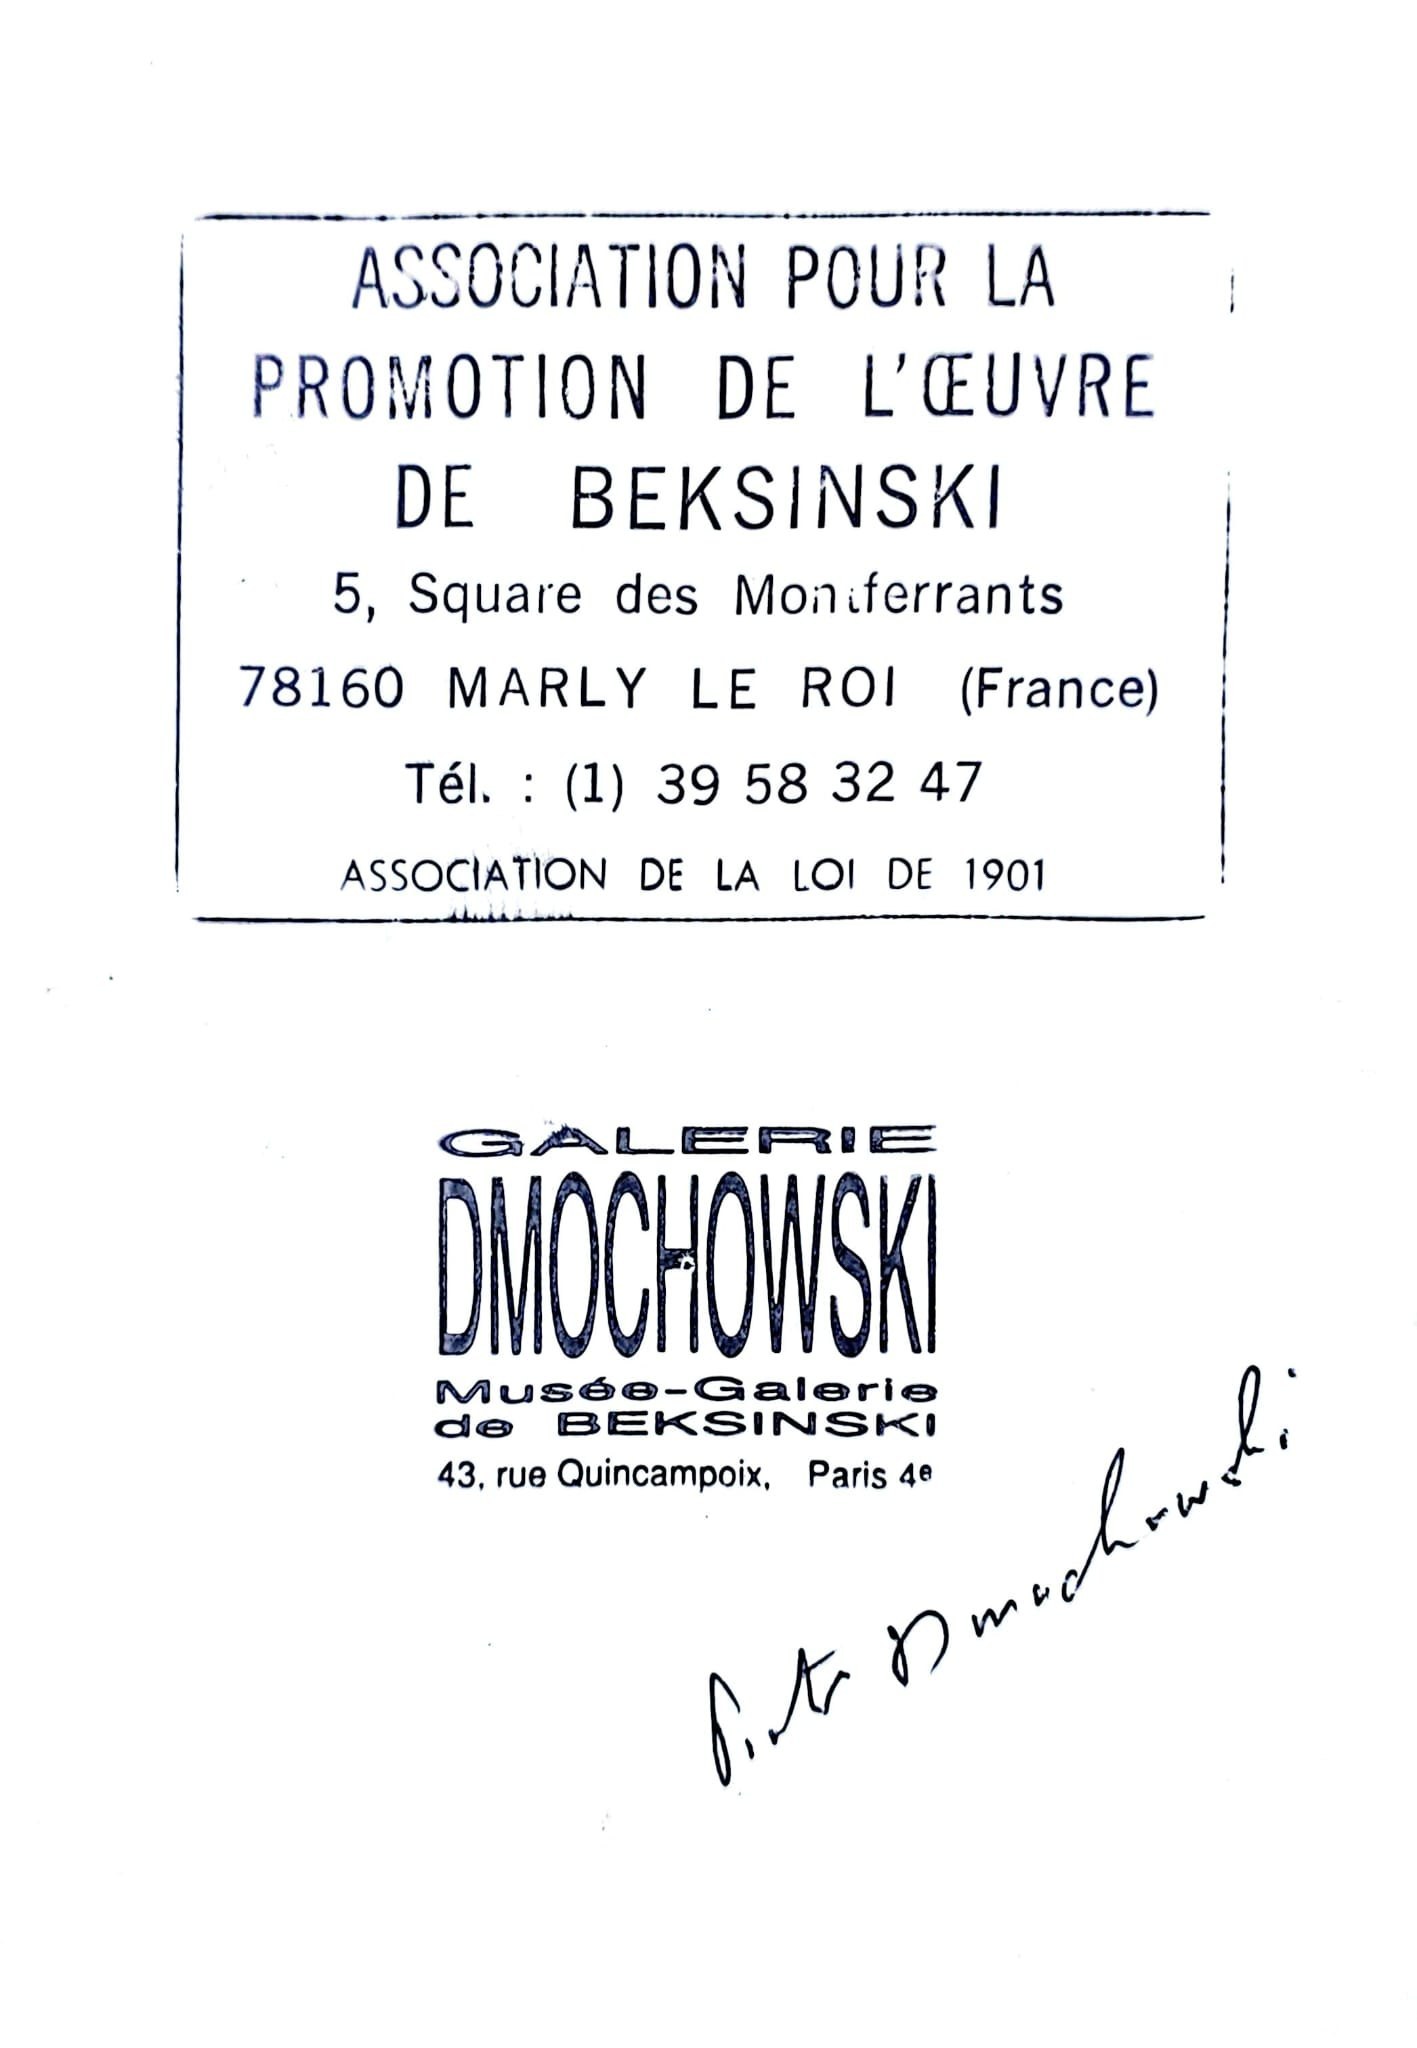 ASSOCIATION POUR LA
PROMOTION DE L'ŒUVRE
DE BEKSINSKI
5, Square des Montferrants
78160 MARLY LE ROI (France)
Tél. : (1) 39 58 32 47
ASSOCIATION DE LA LOI DE 1901
GALERIE
DMOCHOWSKI
Musée-Galerie
de BEKSINSKI
43, rue Quincampoix, Paris 4e
Piotr Dmochowski